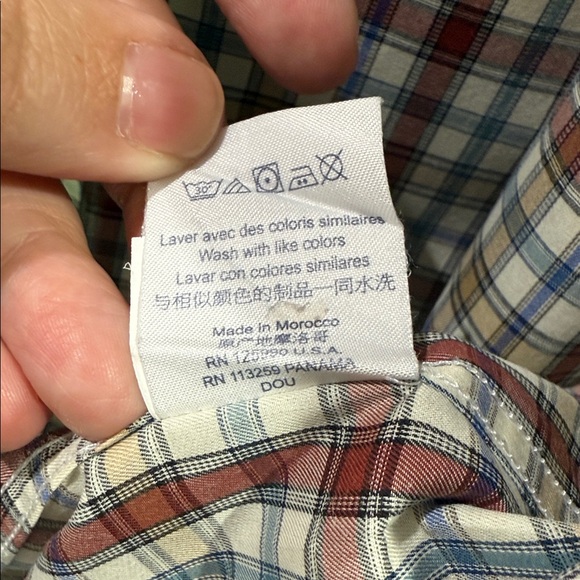 30°
Laver avec des coloris similaires
Wash with like colors
Lavar con colores similares
与相似颜色的制品一同水洗
Made in Morocco
原产地摩洛哥
RN 125990 U.S.A.
RN 113259 PANAMA
DOU